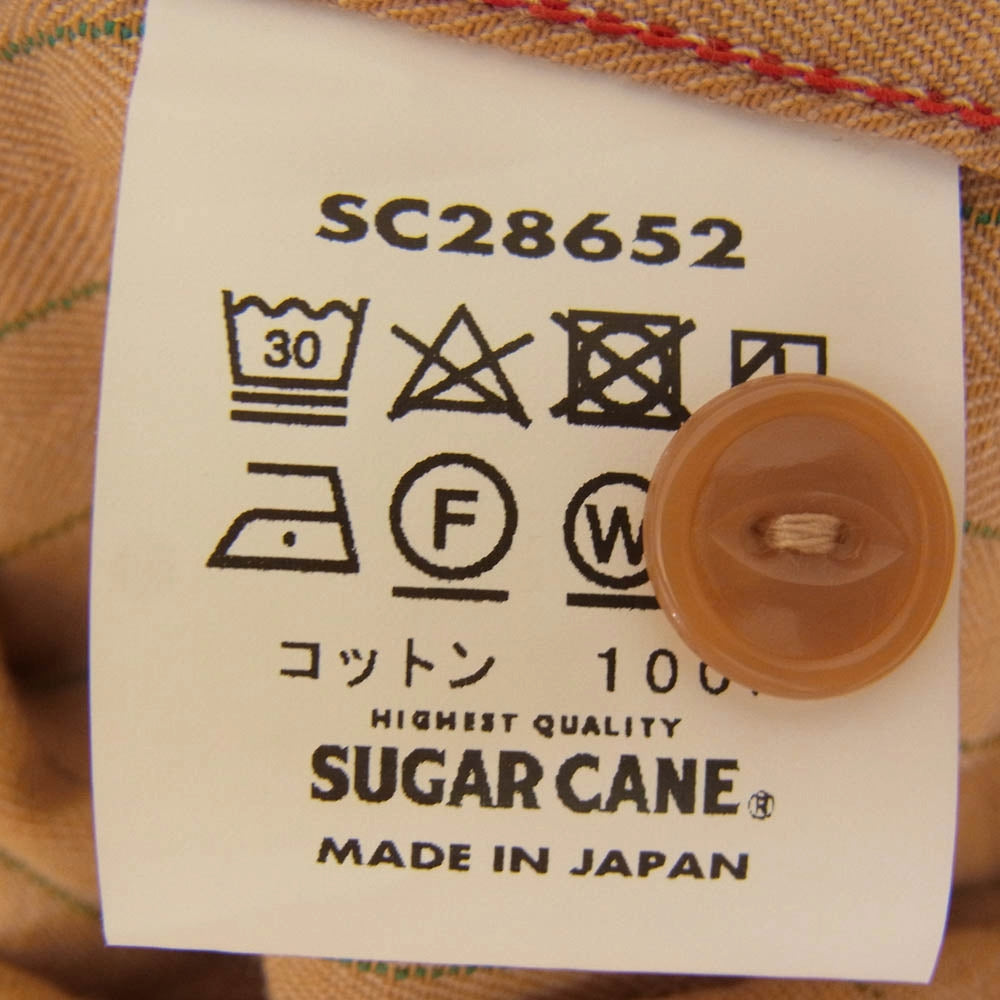 SC28652
30
F W
コットン 100
HIGHEST QUALITY
SUGAR CANE®
MADE IN JAPAN